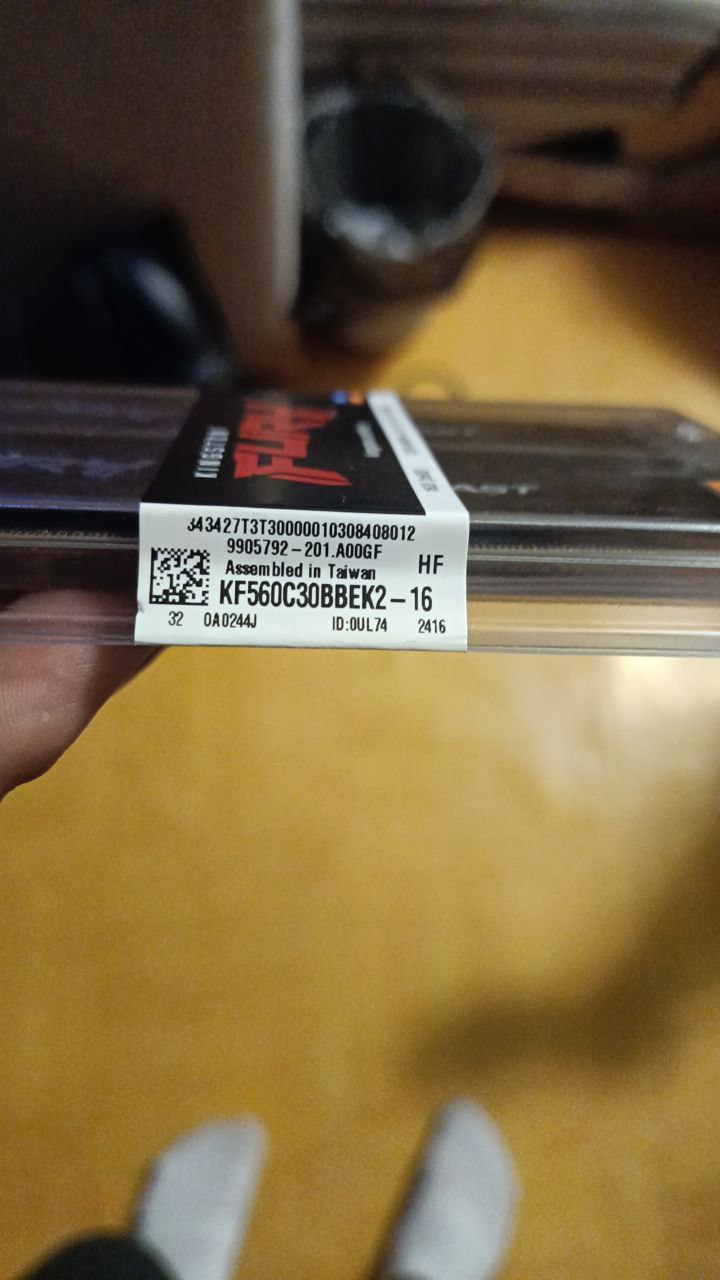 KINGSTON
FURY
343427T3T30000010308408012
9905792-201.A00GF
Assembled in Taiwan
HF
KF560C30BBEK2-16
32 0A0244J ID:0UL74 2416